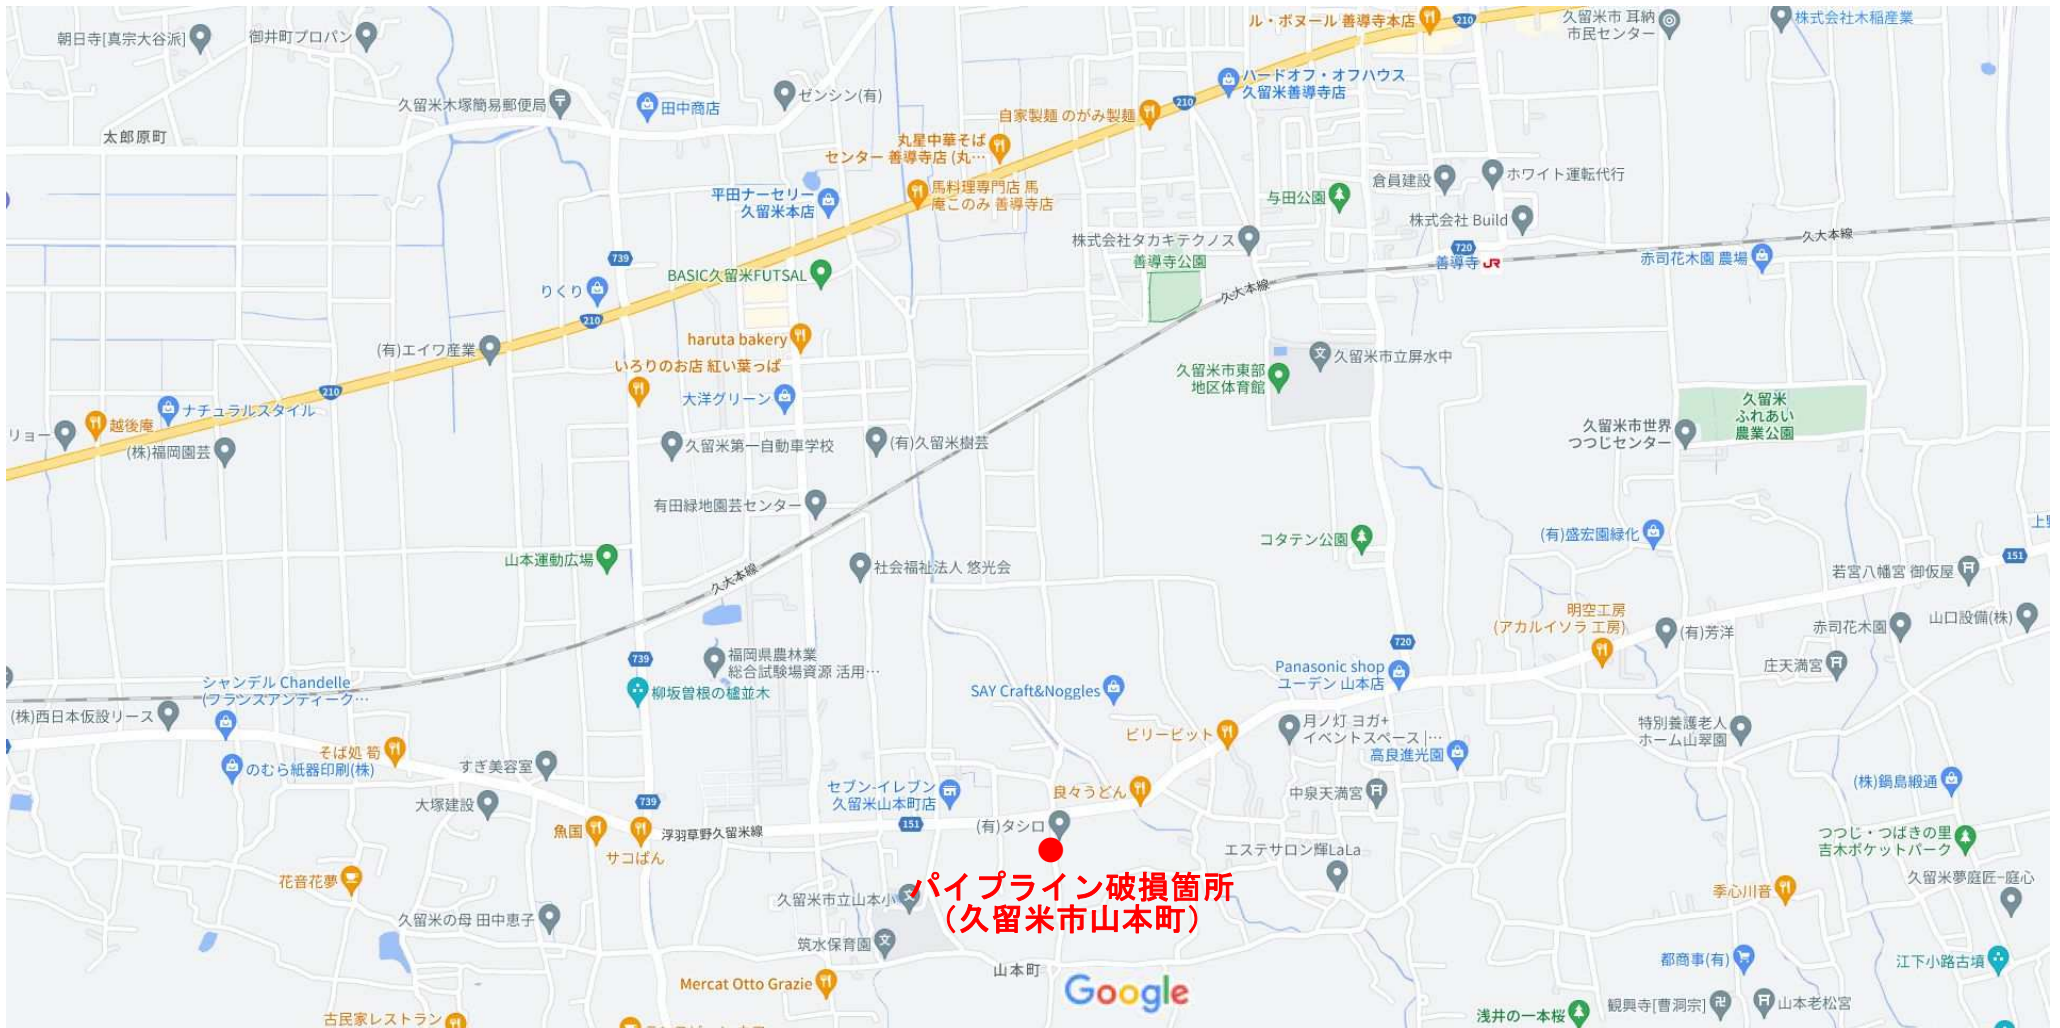 ル・ボヌール 善導寺本店
210
久留米市 耳納
市民センター
株式会社木稲産業
朝日寺[真宗大谷派]
御井町プロパン
ハードオフ・オフハウス
久留米善導寺店
久留米木塚簡易郵便局
田中商店
ゼンシン(有)
210
自家製麺 のがみ製麺
太郎原町
丸星中華そば
センター 善導寺店 (丸…
平田ナーセリー
久留米本店
馬料理専門店 馬
庵このみ 善導寺店
与田公園
倉員建設
ホワイト運転代行
株式会社 Build
株式会社タカキテクノス
善導寺公園
720
善導寺 JR
久大本線
赤司花木園 農場
739
BASIC久留米FUTSAL
りくり
久大本線
210
haruta bakery
(有)エイワ産業
いろりのお店 紅い葉っぱ
久留米市立屏水中
久留米市東部
地区体育館
210
大洋グリーン
ナチュラルスタイル
越後庵
リョー
(株)福岡園芸
久留米第一自動車学校
(有)久留米樹芸
久留米
ふれあい
農業公園
久留米市世界
つつじセンター
有田緑地園芸センター
コタテン公園
(有)盛宏園緑化
151
山本運動広場
久大本線
社会福祉法人 悠光会
若宮八幡宮 御仮屋
明空工房
(アカルイソラ 工房)
(有)芳洋
赤司花木園
山口設備(株)
720
739
福岡県農林業
総合試験場資源 活用…
庄天満宮
Panasonic shop
ユーデン 山本店
シャンデル Chandelle
(フランスアンティーク…
柳坂曽根の櫨並木
SAY Craft&Noggles
(株)西日本仮設リース
月ノ灯 ヨガ+
イベントスペース |…
特別養護老人
ホーム山翠園
ビリービット
そば処 筍
のむら紙器印刷(株)
すぎ美容室
高良進光園
(株)鍋島緞通
セブン-イレブン
久留米山本町店
良々うどん
中泉天満宮
大塚建設
739
魚国
浮羽草野久留米線
151
(有)タシロ
サコぱん
つつじ・つばきの里
吉木ポケットパーク
エステサロン輝LaLa
花音花夢
パイプライン破損箇所
（久留米市山本町）
久留米市立山本小
久留米夢庭匠-庭心
季心川音
久留米の母 田中恵子
筑水保育園
山本町
都商事(有)
江下小路古墳
Mercat Otto Grazie
Google
観興寺[曹洞宗]
山本老松宮
浅井の一本桜
古民家レストラン